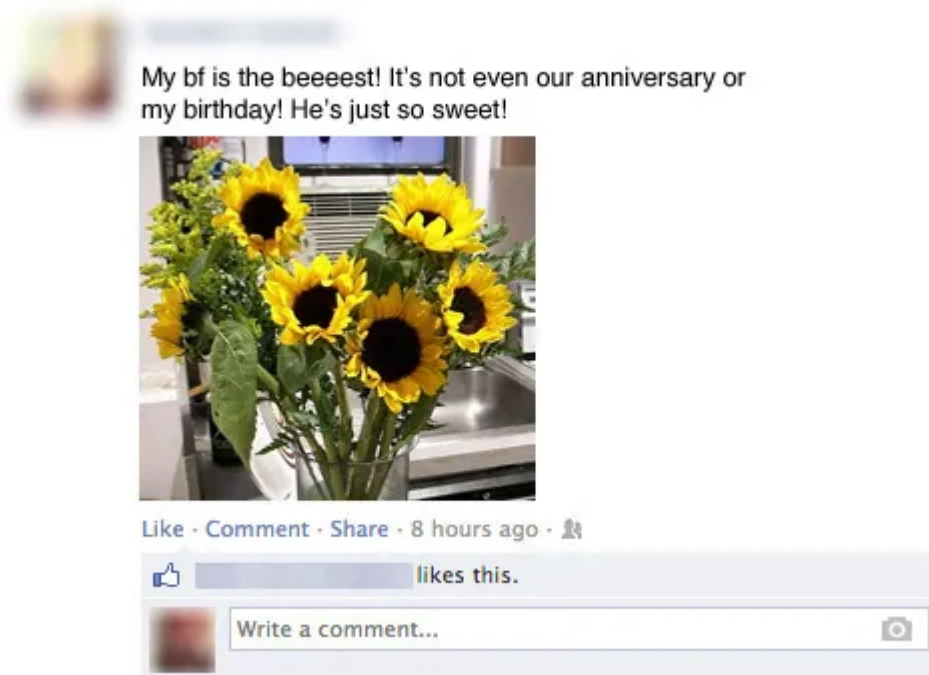 My bf is the beeeest! It's not even our anniversary or
my birthday! He's just so sweet!
Like · Comment · Share · 8 hours ago ·
likes this.
Write a comment...